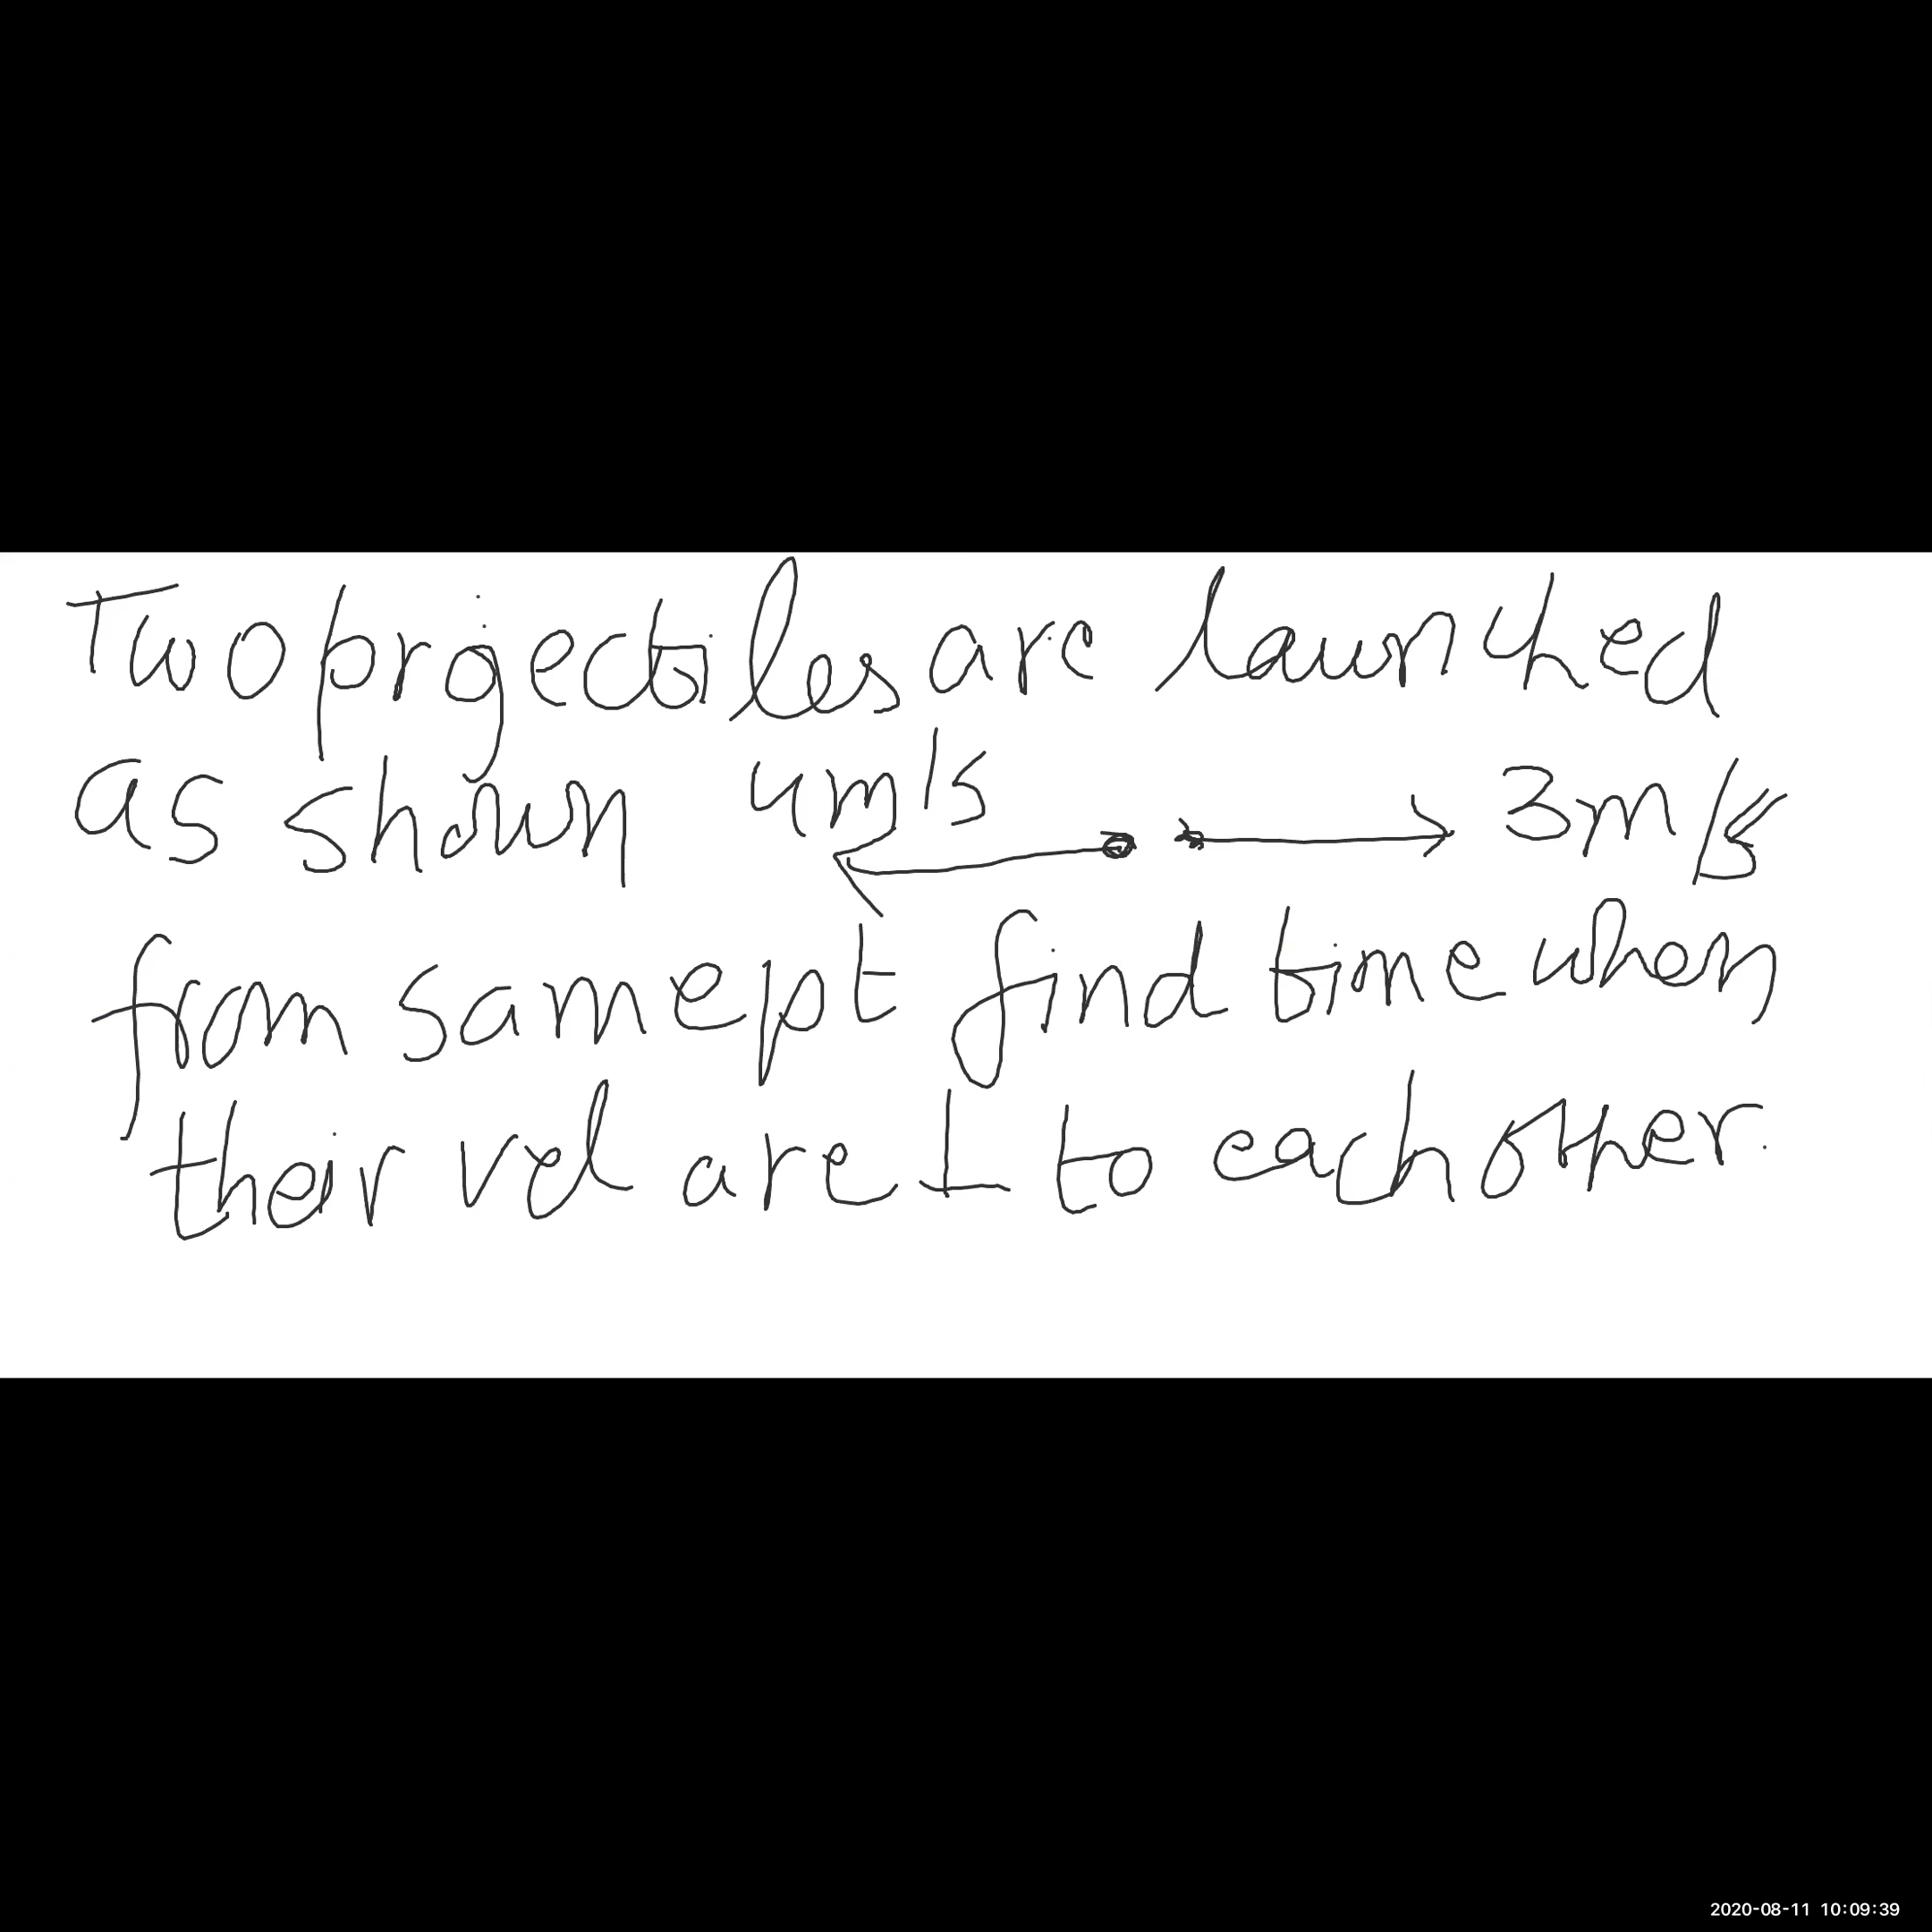 Two projectiles are launched
as shown 4m/s 3m/s
from same pt find time when
their vel are ⊥ to each other.
2020-08-11 10:09:39